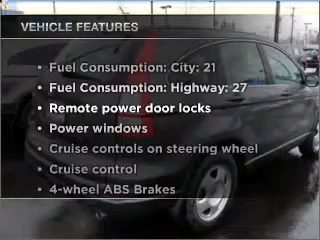 VEHICLE FEATURES
• Fuel Consumption: City: 21
• Fuel Consumption: Highway: 27
• Remote power door locks
• Power windows
• Cruise controls on steering wheel
• Cruise control
• 4-wheel ABS Brakes